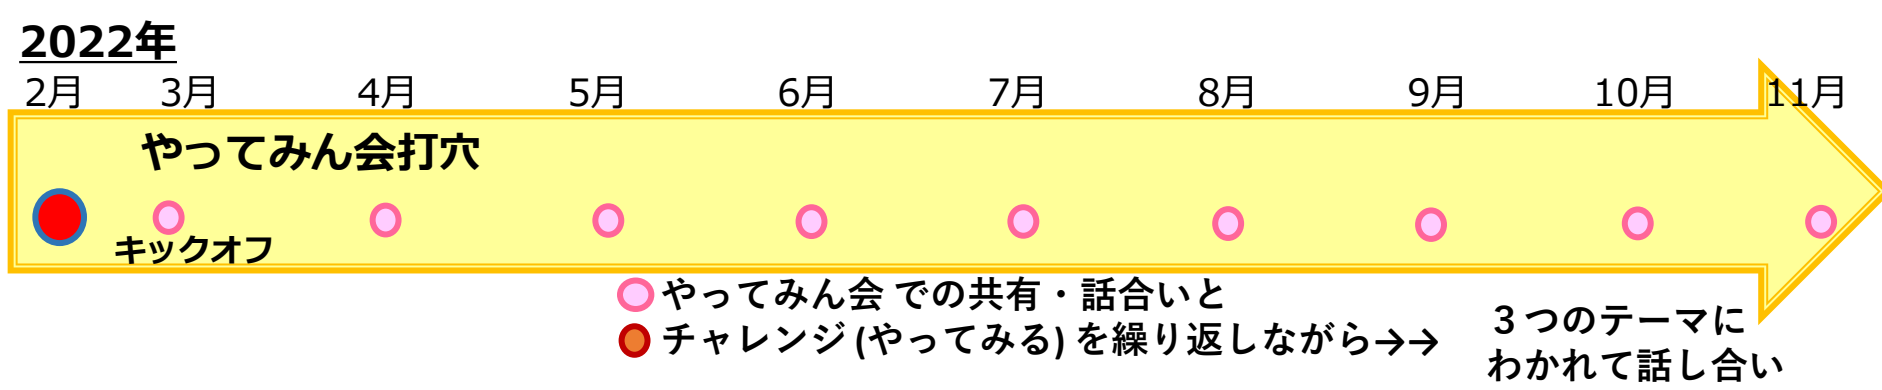 2022年
2月 3月 4月 5月 6月 7月 8月 9月 10月 11月
やってみん会打穴
キックオフ
やってみん会 での共有・話合いと
チャレンジ (やってみる) を繰り返しながら→→
３つのテーマに
わかれて話し合い